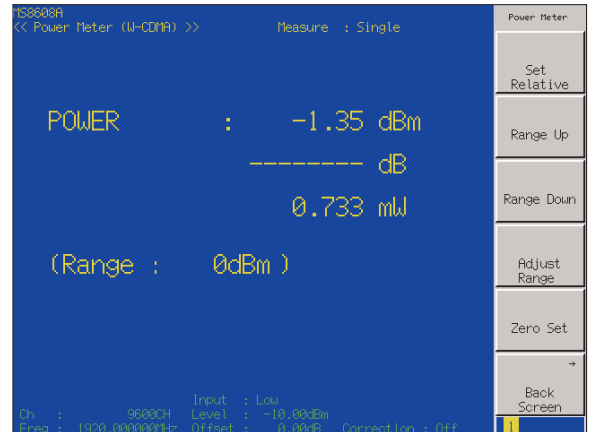 MS8608A
<< Power Meter (W-CDMA) >> Measure : Single
POWER : -1.35 dBm
-------- dB
0.733 mW
(Range : 0dBm )
Input : Low
Ch : 9600CH Level : -10.00dBm
Freq : 1920.000000MHz Offset : 0.00dB Correction : Off
Power Meter
Set
Relative
Range Up
Range Down
Adjust
Range
Zero Set
→
Back
Screen
1